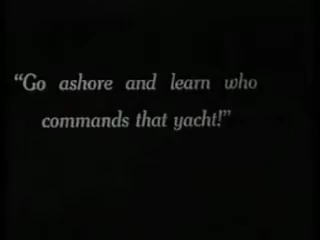 “Go ashore and learn who
commands that yacht!”